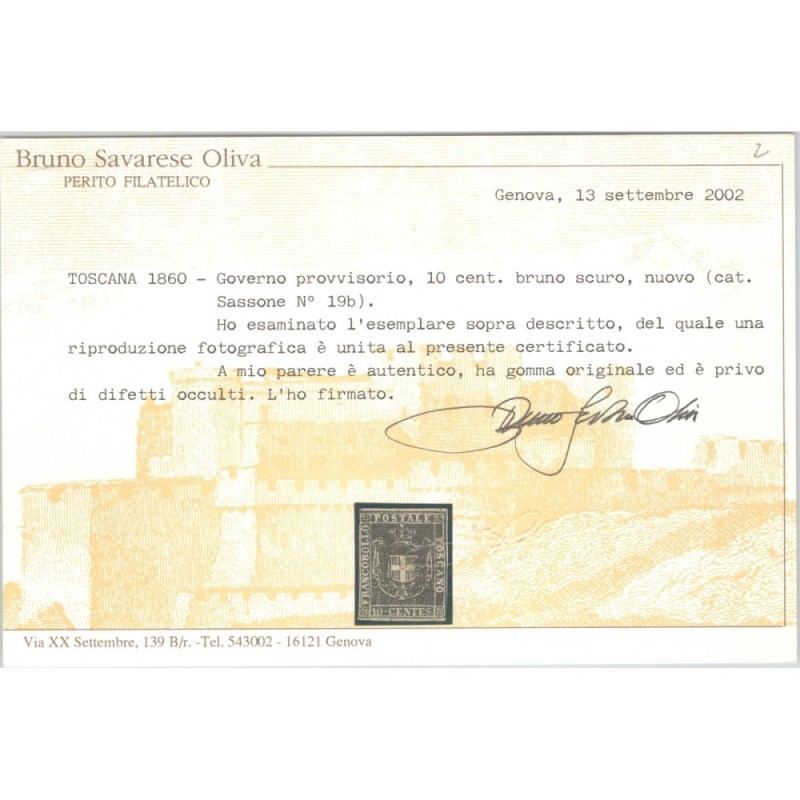 2
Bruno Savarese Oliva
PERITO FILATELICO
Genova, 13 settembre 2002
TOSCANA 1860 - Governo provvisorio, 10 cent. bruno scuro, nuovo (cat.
Sassone N° 19b).
Ho esaminato l'esemplare sopra descritto, del quale una
riproduzione fotografica è unita al presente certificato.
A mio parere è autentico, ha gomma originale ed è privo
di difetti occulti. L'ho firmato.
FRANCOBOLLO
POSTALE
TOSCANO
10 CENTES
Via XX Settembre, 139 B/r. -Tel. 543002 - 16121 Genova